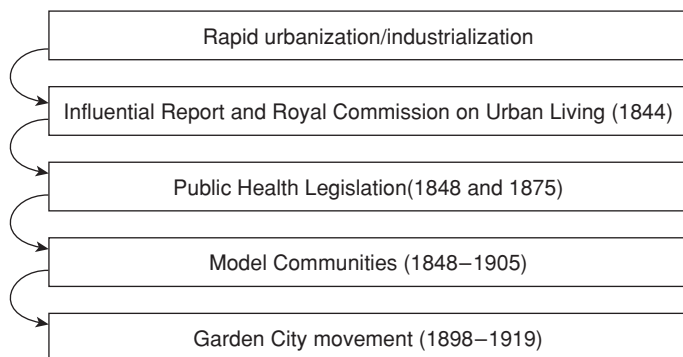 Rapid urbanization/industrialization
Influential Report and Royal Commission on Urban Living (1844)
Public Health Legislation(1848 and 1875)
Model Communities (1848–1905)
Garden City movement (1898–1919)